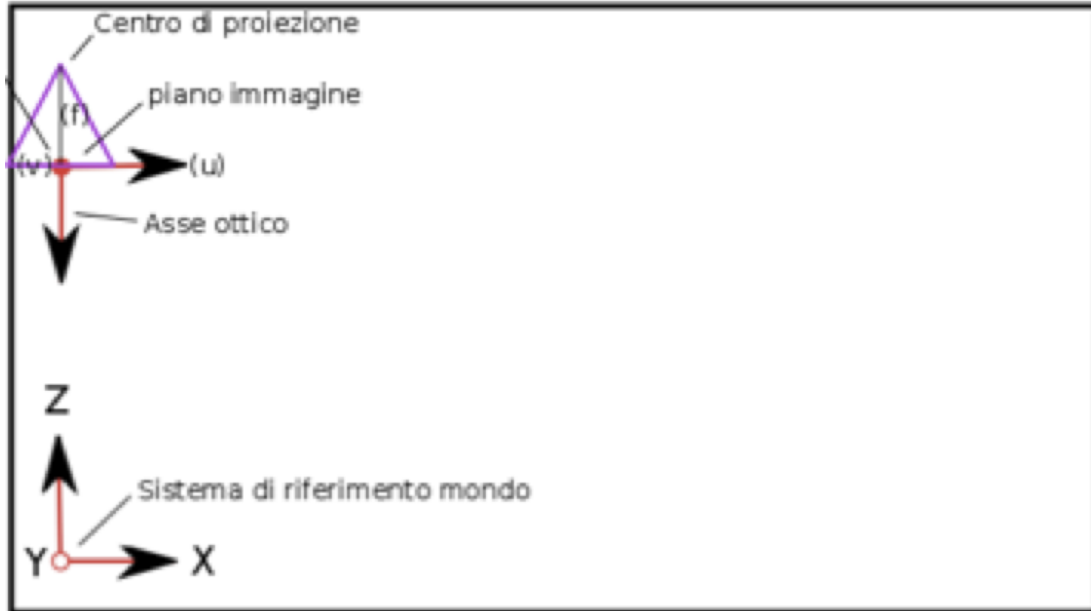 Centro di proiezione
piano immagine
(f)
(v)
(u)
Asse ottico
Z
Sistema di riferimento mondo
Y
X